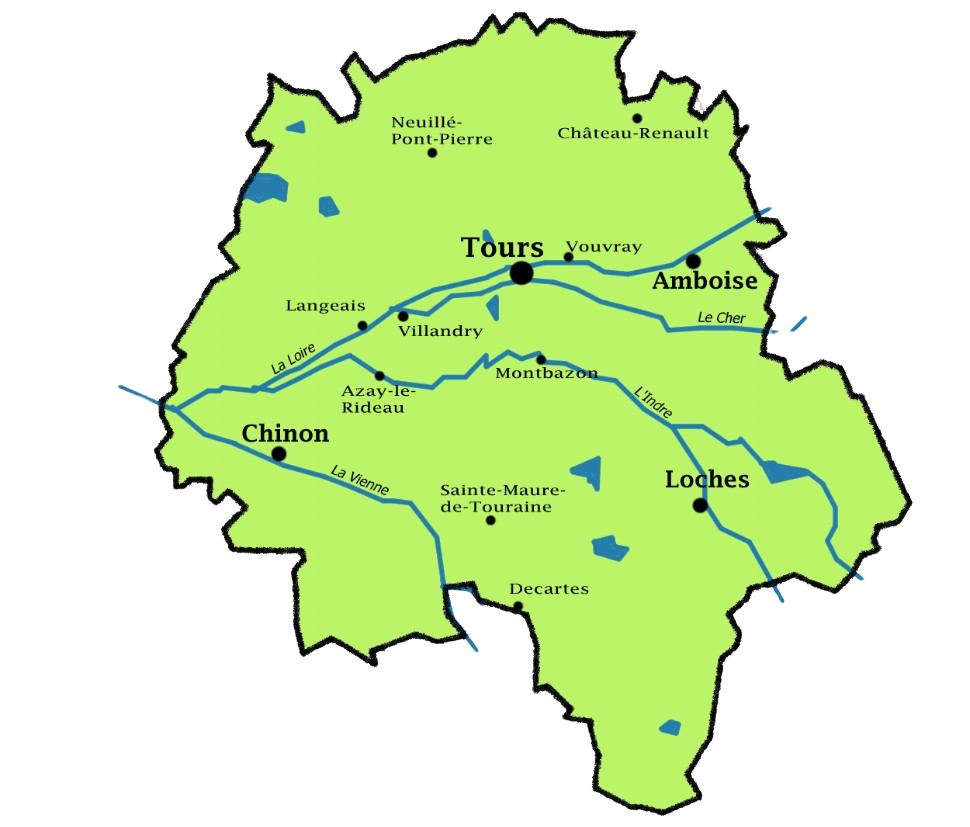 Neuillé-
Pont-Pierre
Château-Renault
Tours
Vouvray
Amboise
Langeais
Villandry
Le Cher
La Loire
Montbazon
Azay-le-
Rideau
L'Indre
Chinon
La Vienne
Loches
Sainte-Maure-
de-Touraine
Decartes